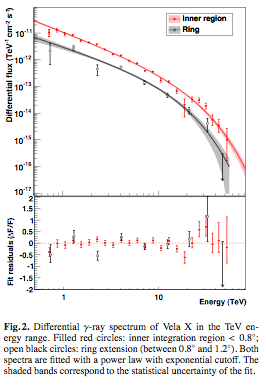 Differential flux (TeV⁻¹ cm⁻² s⁻¹)
Inner region
Ring
10⁻¹¹
10⁻¹²
10⁻¹³
10⁻¹⁴
10⁻¹⁵
10⁻¹⁶
10⁻¹⁷
Fit residuals (ΔF/F)
2
1.5
1
0.5
0
-0.5
-1
-1.5
-2
1
10
Energy (TeV)
Fig. 2. Differential γ-ray spectrum of Vela X in the TeV en-
ergy range. Filled red circles: inner integration region < 0.8°;
open black circles: ring extension (between 0.8° and 1.2°). Both
spectra are fitted with a power law with exponential cutoff. The
shaded bands correspond to the statistical uncertainty of the fit.